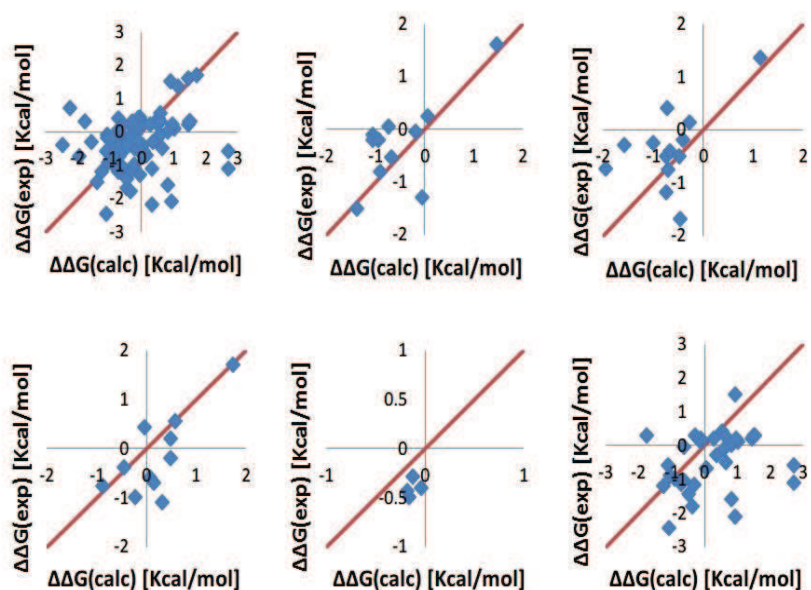 3
2
1
0
-3 -2 -1 0 1 2 3
-2
-3
ΔΔG(exp) [Kcal/mol]
ΔΔG(calc) [Kcal/mol]
2
1
0
-2 -1 0 1 2
-1
-2
ΔΔG(exp) [Kcal/mol]
ΔΔG(calc) [Kcal/mol]
2
1
0
-2 -1 0 1 2
-1
-2
ΔΔG(exp) [Kcal/mol]
ΔΔG(calc) [Kcal/mol]
2
1
0
-2 -1 0 1 2
-1
-2
ΔΔG(exp) [Kcal/mol]
ΔΔG(calc) [Kcal/mol]
1
0.5
0
-1 0 1
-0.5
-1
ΔΔG(exp) [Kcal/mol]
ΔΔG(calc) [Kcal/mol]
3
2
1
0
-3 -2 -1 0 1 2 3
-1
-2
-3
ΔΔG(exp) [Kcal/mol]
ΔΔG(calc) [Kcal/mol]